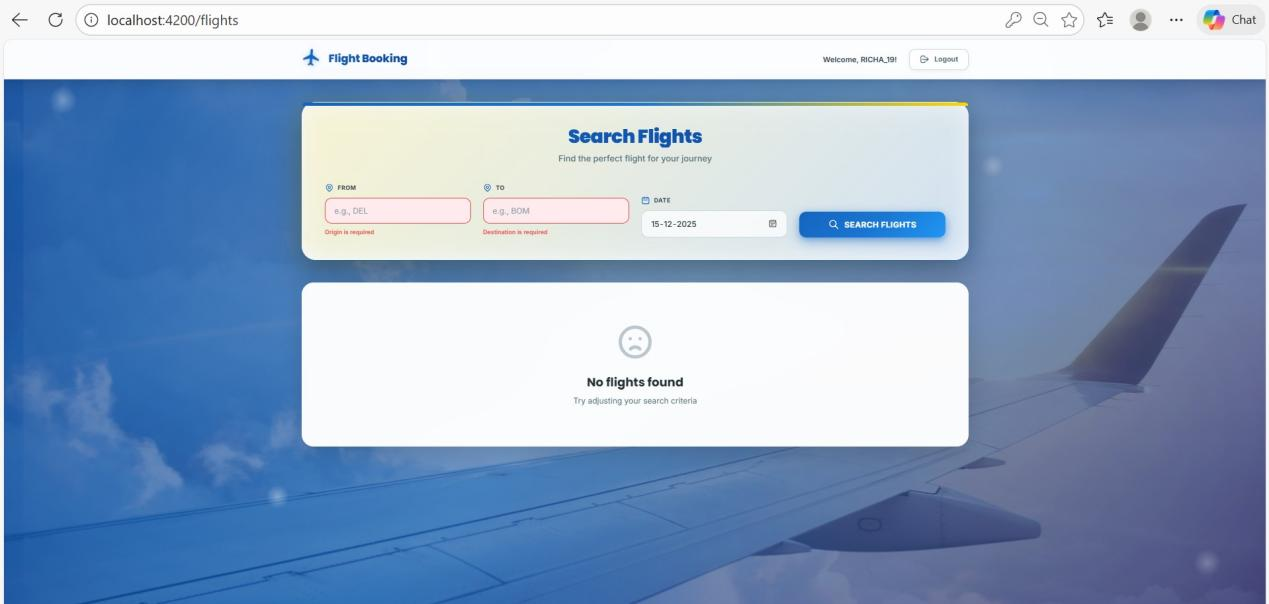 localhost:4200/flights
Chat
Flight Booking
Welcome, RICHA_19!
Logout
Search Flights
Find the perfect flight for your journey
FROM
TO
DATE
e.g., DEL
e.g., BOM
15-12-2025
SEARCH FLIGHTS
Origin is required
Destination is required
No flights found
Try adjusting your search criteria